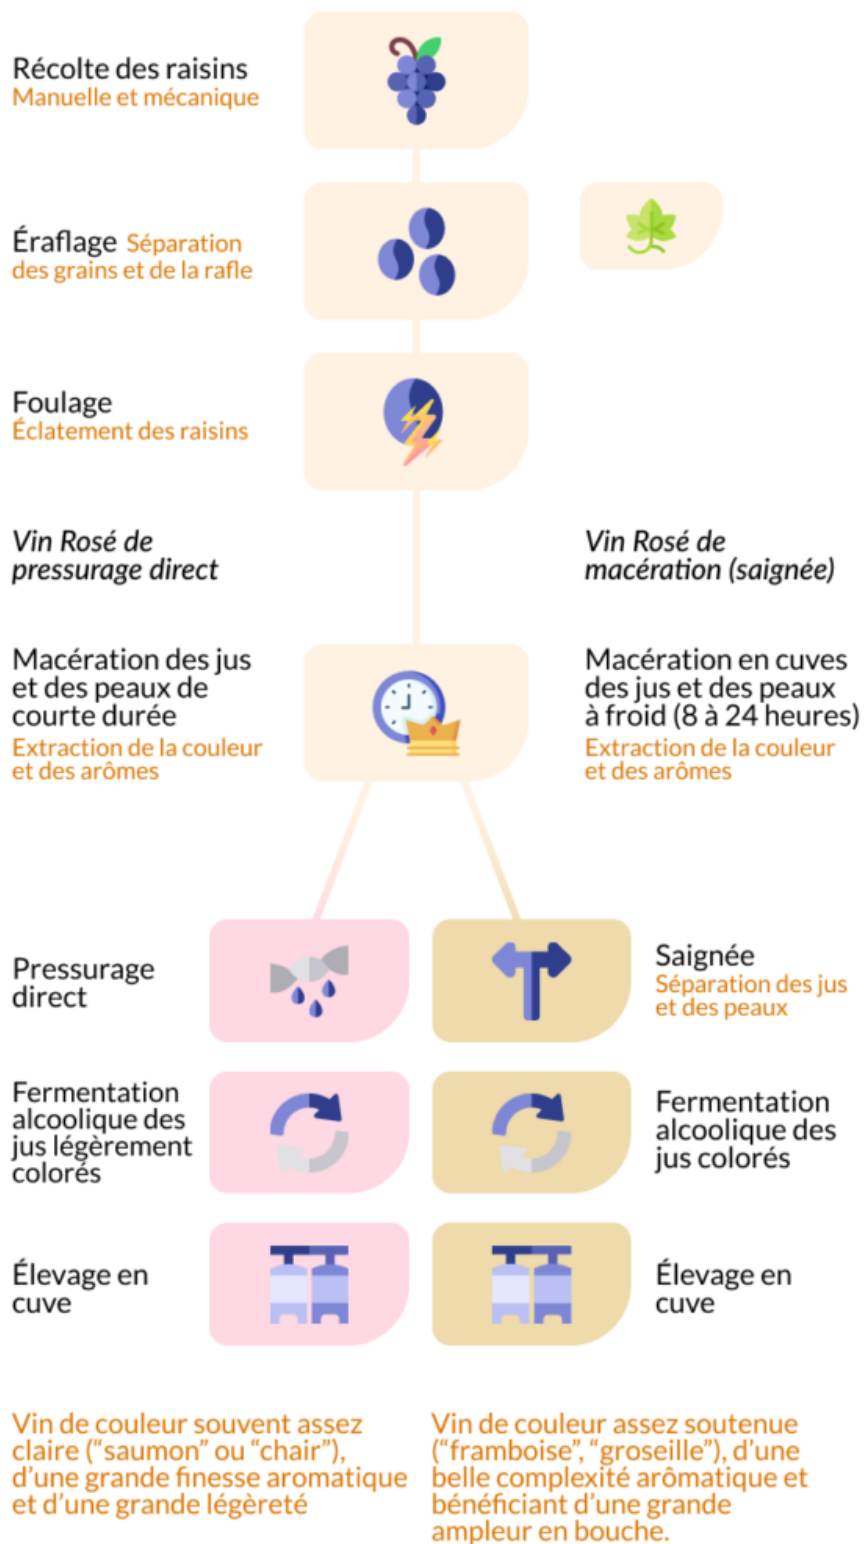 Récolte des raisins
Manuelle et mécanique
Éraflage Séparation
des grains et de la rafle
Foulage
Éclatement des raisins
Vin Rosé de
pressurage direct
Vin Rosé de
macération (saignée)
Macération des jus
et des peaux de
courte durée
Extraction de la couleur
et des arômes
Macération en cuves
des jus et des peaux
à froid (8 à 24 heures)
Extraction de la couleur
et des arômes
Pressurage
direct
Saignée
Séparation des jus
et des peaux
Fermentation
alcoolique des
jus légèrement
colorés
Fermentation
alcoolique des
jus colorés
Élevage en
cuve
Élevage en
cuve
Vin de couleur souvent assez
claire (“saumon” ou “chair”),
d’une grande finesse aromatique
et d’une grande légèreté
Vin de couleur assez soutenue
(“framboise”, “groseille”), d’une
belle complexité arômatique et
bénéficiant d’une grande
ampleur en bouche.